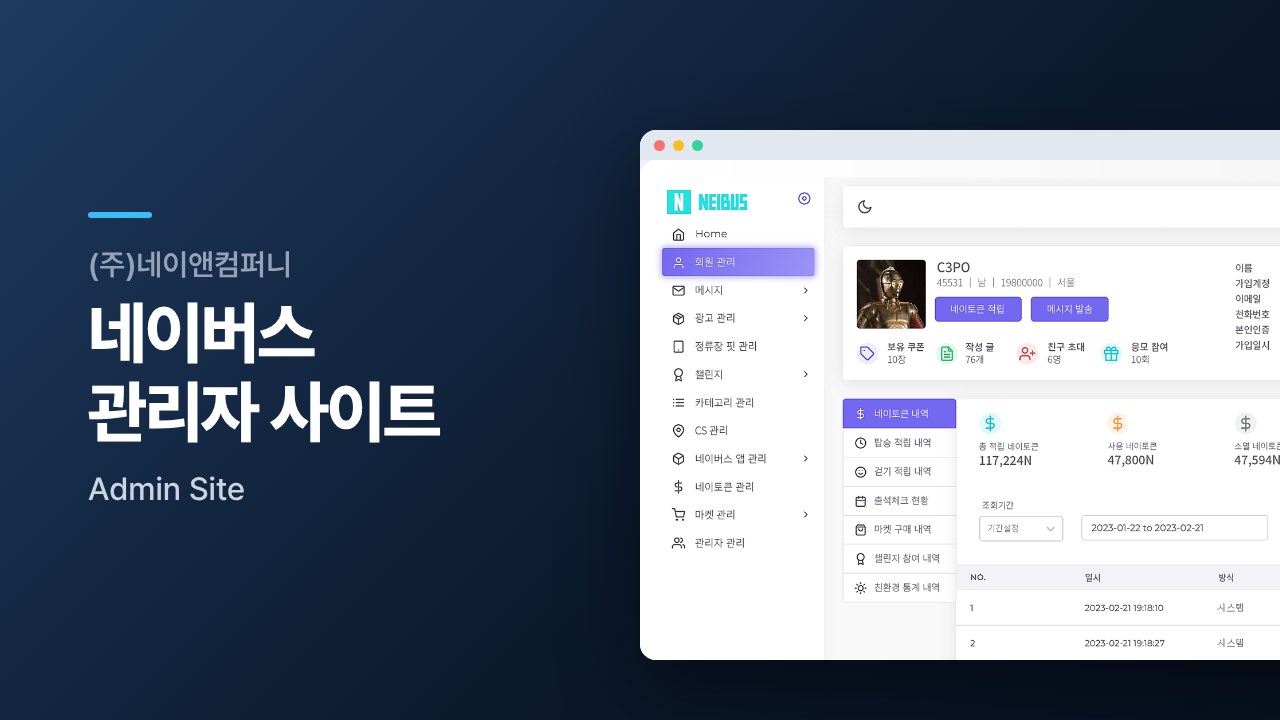 (주)네이앤컴퍼니
네이버스
관리자 사이트
Admin Site
N NEIBUS
Home
회원 관리
메시지
광고 관리
정류장 핏 관리
챌린지
카테고리 관리
CS 관리
네이버스 앱 관리
네이토큰 관리
마켓 관리
관리자 관리
C3PO
45531 | 남 | 19800000 | 서울
네이토큰 적립 메시지 발송
보유 쿠폰 작성 글 친구 초대 응모 참여
10장 76개 6명 10회
이름
가입계정
이메일
전화번호
본인인증
가입일시
네이토큰 내역
탑승 적립 내역
걷기 적립 내역
출석체크 현황
마켓 구매 내역
챌린지 참여 내역
친환경 통계 내역
총 적립 네이토큰 사용 네이토큰 소멸 네이토큰
117,224N 47,800N 47,594N
조회기간
기간설정 2023-01-22 to 2023-02-21
NO. 일시 방식
1 2023-02-21 19:18:10 시스템
2 2023-02-21 19:18:27 시스템